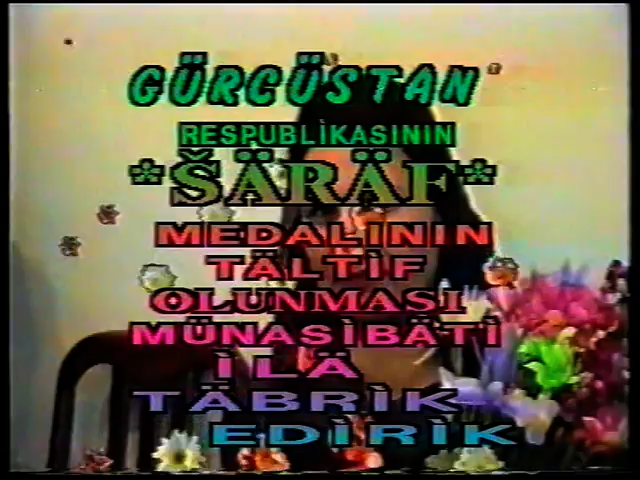 GÜRCÜSTAN
RESPUBLİKASININ
*ŠÄRÄF*
MEDALININ
TÄLTİF
OLUNMASI
MÜNASİBÄTİ
İLÄ
TÄBRİK-
EDİRİK